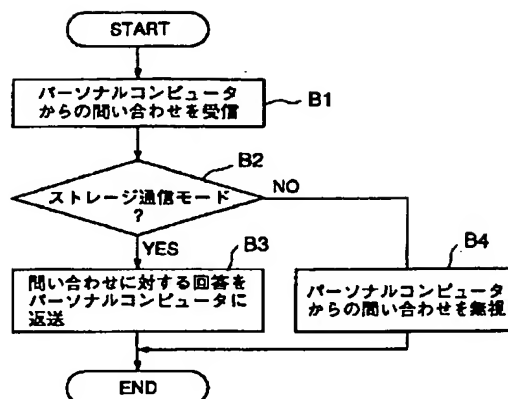 START
パーソナルコンピュータ
からの問い合わせを受信
B1
B2
ストレージ通信モード
?
NO
YES
B3
B4
問い合わせに対する回答を
パーソナルコンピュータに
返送
パーソナルコンピュータ
からの問い合わせを無視
END